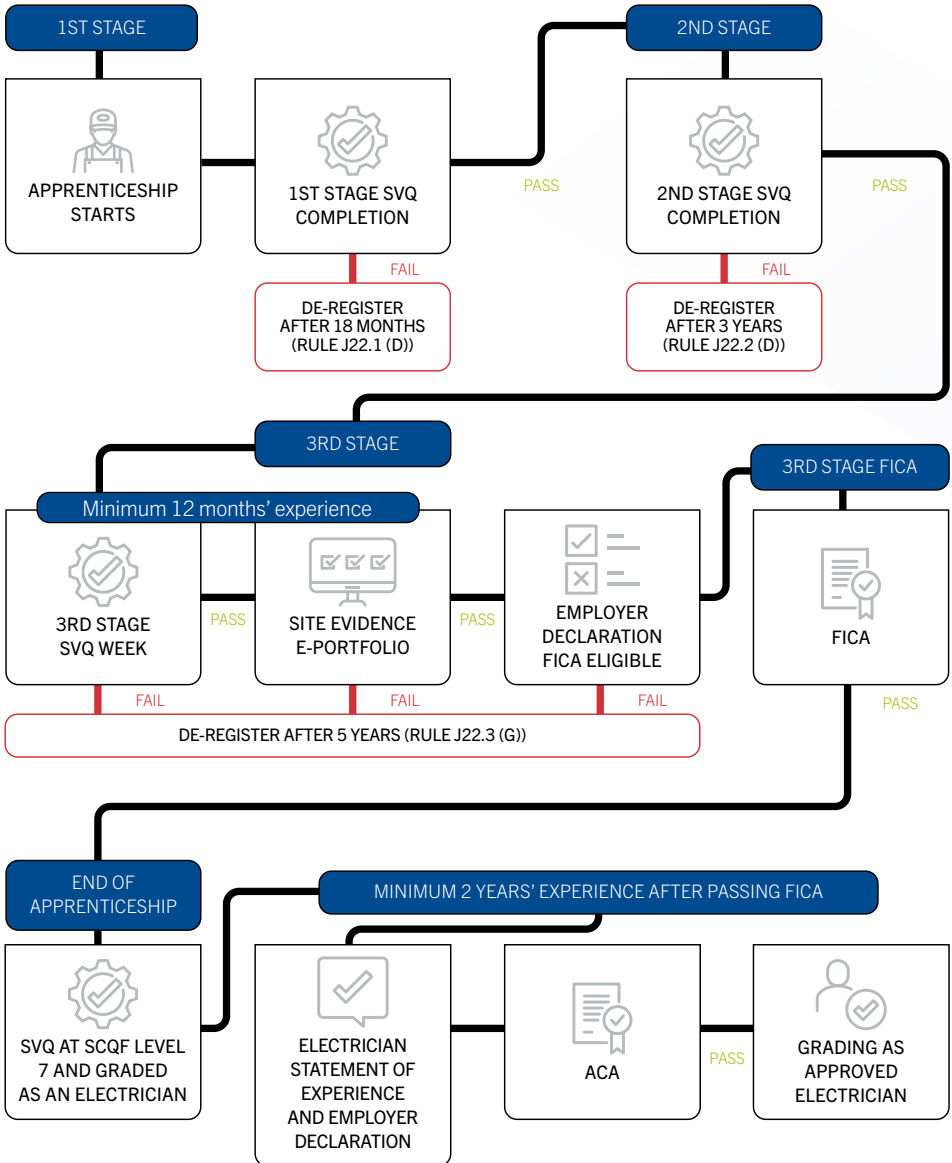 1ST STAGE
2ND STAGE
APPRENTICESHIP
STARTS
1ST STAGE SVQ
COMPLETION
PASS
2ND STAGE SVQ
COMPLETION
PASS
FAIL
DE-REGISTER
AFTER 18 MONTHS
(RULE J22.1 (D))
FAIL
DE-REGISTER
AFTER 3 YEARS
(RULE J22.2 (D))
3RD STAGE
3RD STAGE FICA
Minimum 12 months’ experience
3RD STAGE
SVQ WEEK
PASS
SITE EVIDENCE
E-PORTFOLIO
PASS
EMPLOYER
DECLARATION
FICA ELIGIBLE
FICA
PASS
FAIL
FAIL
FAIL
DE-REGISTER AFTER 5 YEARS (RULE J22.3 (G))
END OF
APPRENTICESHIP
MINIMUM 2 YEARS’ EXPERIENCE AFTER PASSING FICA
SVQ AT SCQF LEVEL
7 AND GRADED
AS AN ELECTRICIAN
ELECTRICIAN
STATEMENT OF
EXPERIENCE
AND EMPLOYER
DECLARATION
ACA
PASS
GRADING AS
APPROVED
ELECTRICIAN